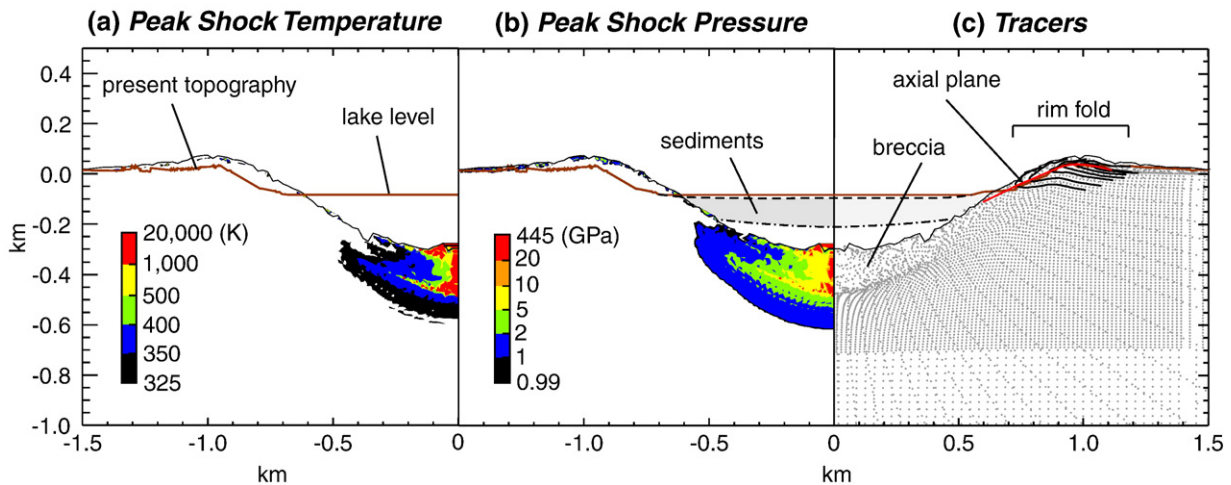 (a) Peak Shock Temperature
(b) Peak Shock Pressure
(c) Tracers
0.4
0.2
0.0
-0.2
-0.4
-0.6
-0.8
-1.0
km
present topography
lake level
20,000 (K)
1,000
500
400
350
325
sediments
445 (GPa)
20
10
5
2
1
0.99
axial plane
rim fold
breccia
-1.5
-1.0
-0.5
0
-1.0
-0.5
0
0.5
1.0
1.5
km
km
km